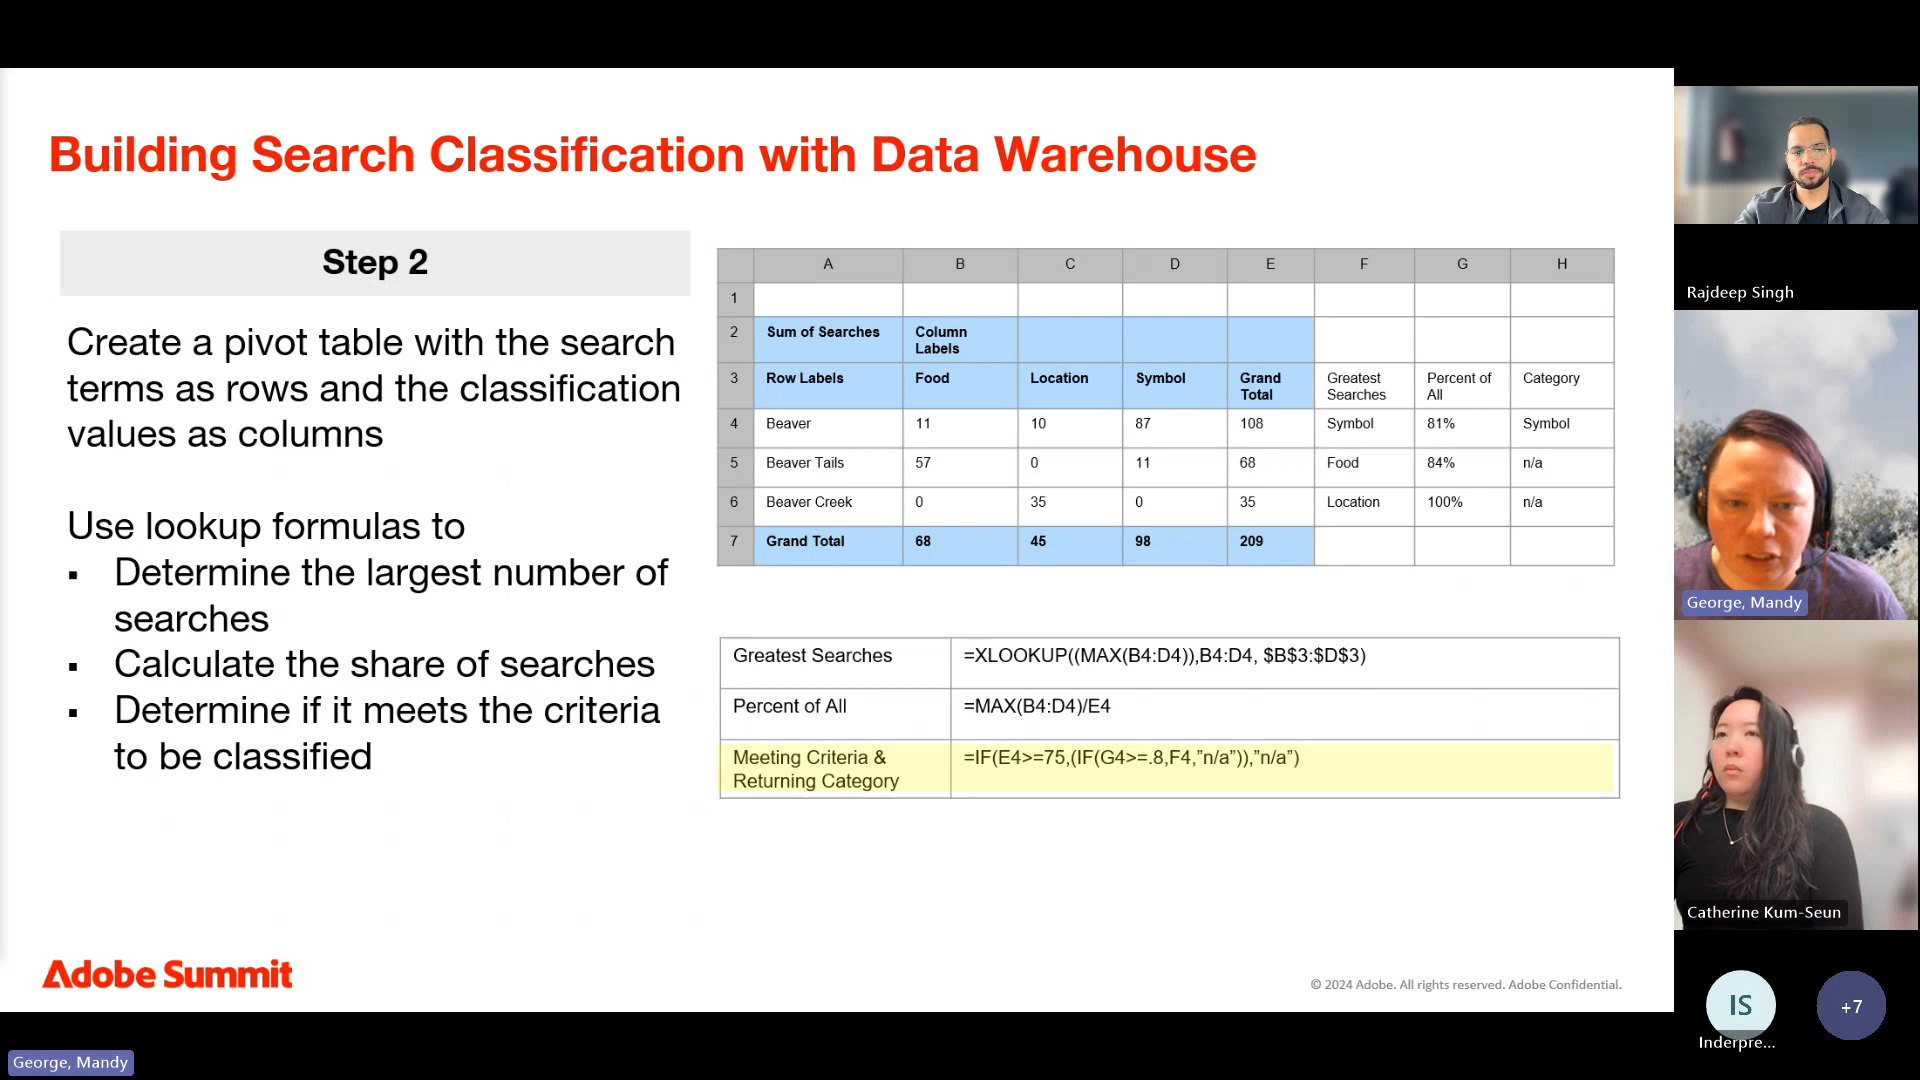 Building Search Classification with Data Warehouse
Step 2
Create a pivot table with the search
terms as rows and the classification
values as columns
Use lookup formulas to
▪ Determine the largest number of
searches
▪ Calculate the share of searches
▪ Determine if it meets the criteria
to be classified
A B C D E F G H
1
2 Sum of Searches Column Labels
3 Row Labels Food Location Symbol Grand Total Greatest Searches Percent of All Category
4 Beaver 11 10 87 108 Symbol 81% Symbol
5 Beaver Tails 57 0 11 68 Food 84% n/a
6 Beaver Creek 0 35 0 35 Location 100% n/a
7 Grand Total 68 45 98 209
Greatest Searches =XLOOKUP((MAX(B4:D4)),B4:D4, $B$3:$D$3)
Percent of All =MAX(B4:D4)/E4
Meeting Criteria & =IF(E4>=75,(IF(G4>=.8,F4,”n/a”)),”n/a”)
Returning Category
Adobe Summit
© 2024 Adobe. All rights reserved. Adobe Confidential.
George, Mandy
Rajdeep Singh
George, Mandy
Catherine Kum-Seun
IS
Inderpre...
+7